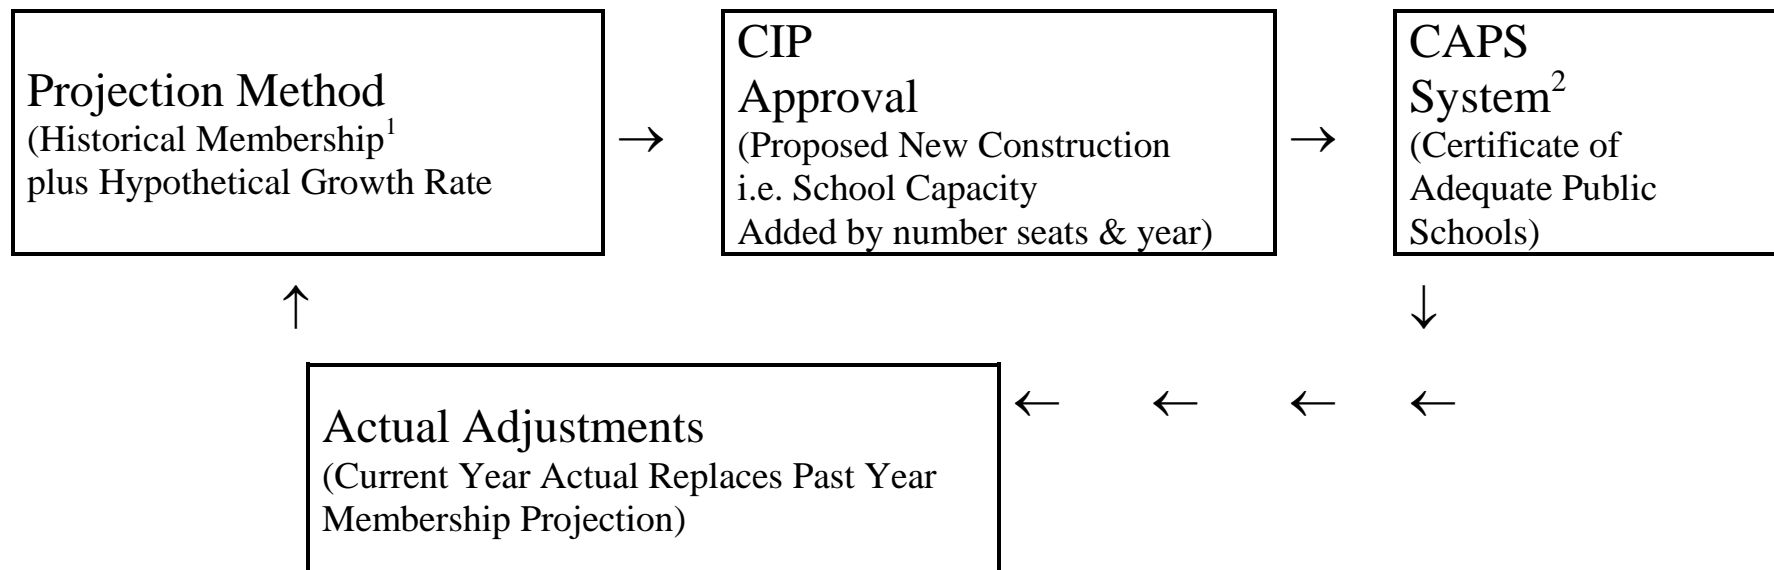 Projection Method
(Historical Membership¹
plus Hypothetical Growth Rate
→
CIP
Approval
(Proposed New Construction
i.e. School Capacity
Added by number seats & year)
→
CAPS
System²
(Certificate of
Adequate Public
Schools)
↑
↓
Actual Adjustments
(Current Year Actual Replaces Past Year
Membership Projection)
← ← ← ←